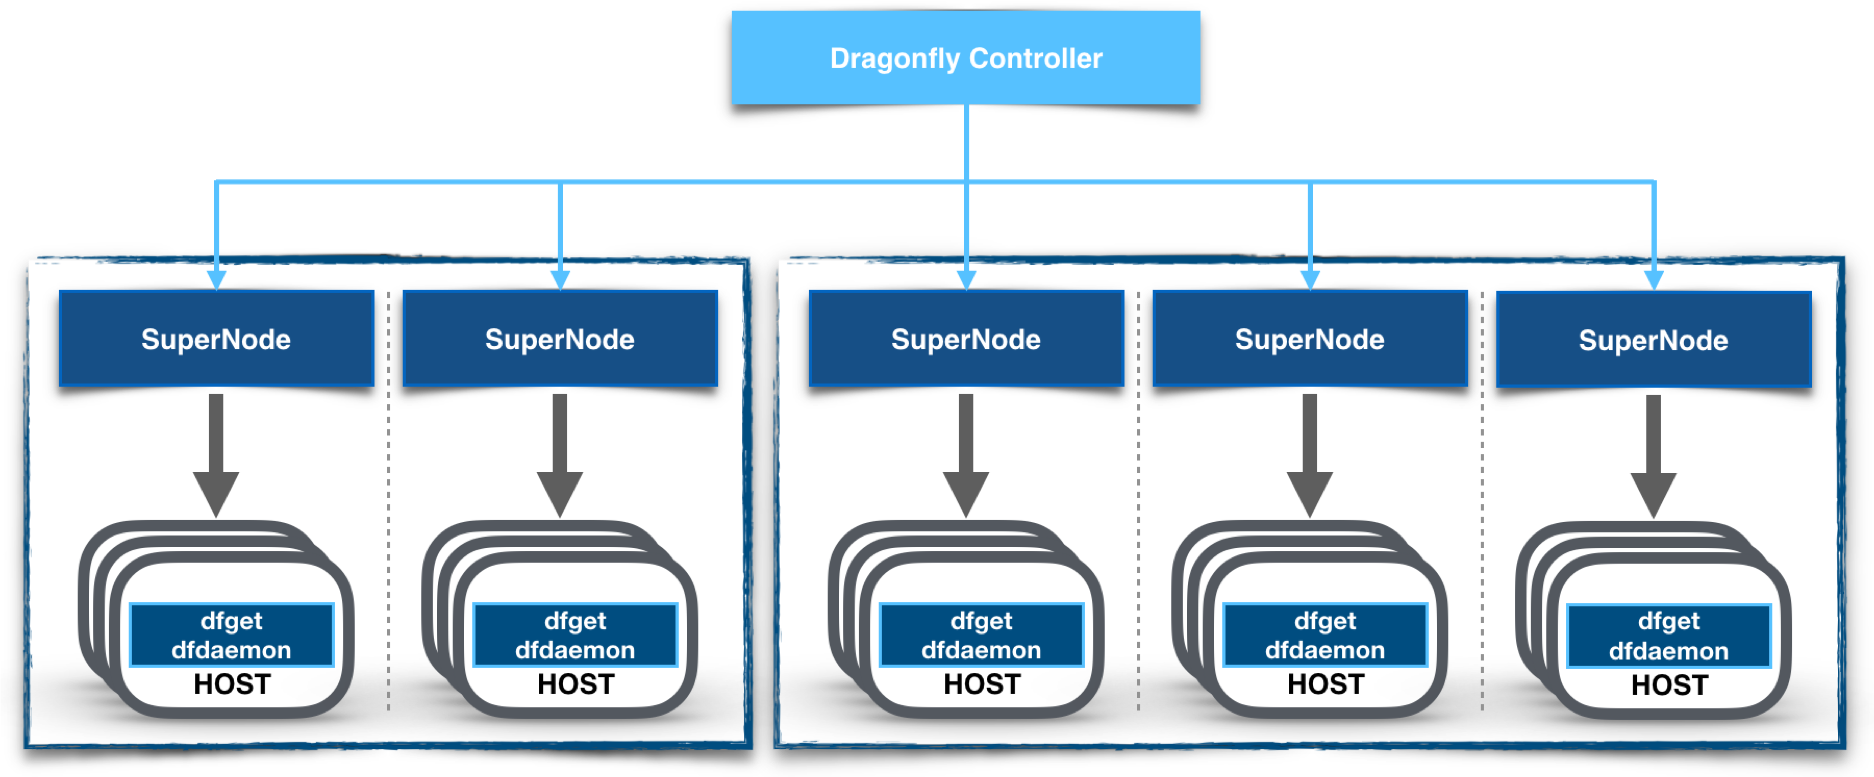 Dragonfly Controller
SuperNode
SuperNode
SuperNode
SuperNode
SuperNode
dfget
dfdaemon
HOST
dfget
dfdaemon
HOST
dfget
dfdaemon
HOST
dfget
dfdaemon
HOST
dfget
dfdaemon
HOST